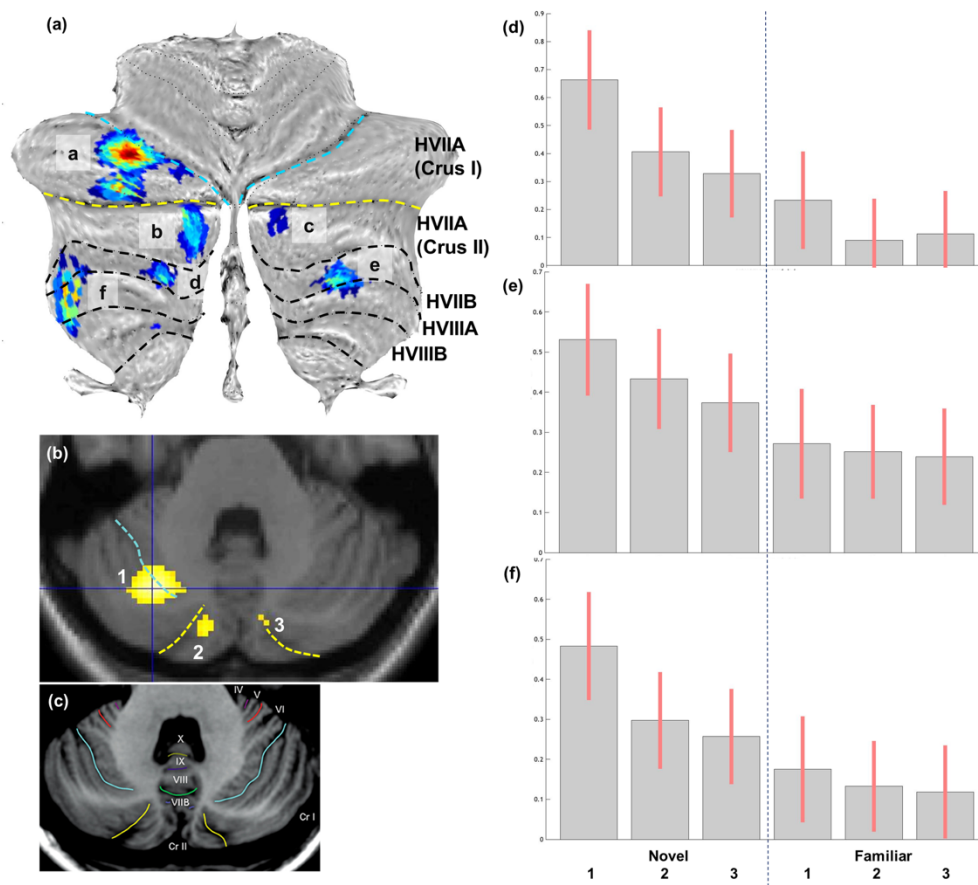 (a)
a
b
c
d
e
f
HVIIA
(Crus I)
HVIIA
(Crus II)
HVIIB
HVIIIA
HVIIIB
(b)
1
2
3
(c)
IV
V
VI
X
IX
VIII
VIIB
Cr I
Cr II
(d)
0.9
0.8
0.7
0.6
0.5
0.4
0.3
0.2
0.1
0
(e)
0.7
0.6
0.5
0.4
0.3
0.2
0.1
0
(f)
0.6
0.5
0.4
0.3
0.2
0.1
0
Novel Familiar
1 2 3 1 2 3